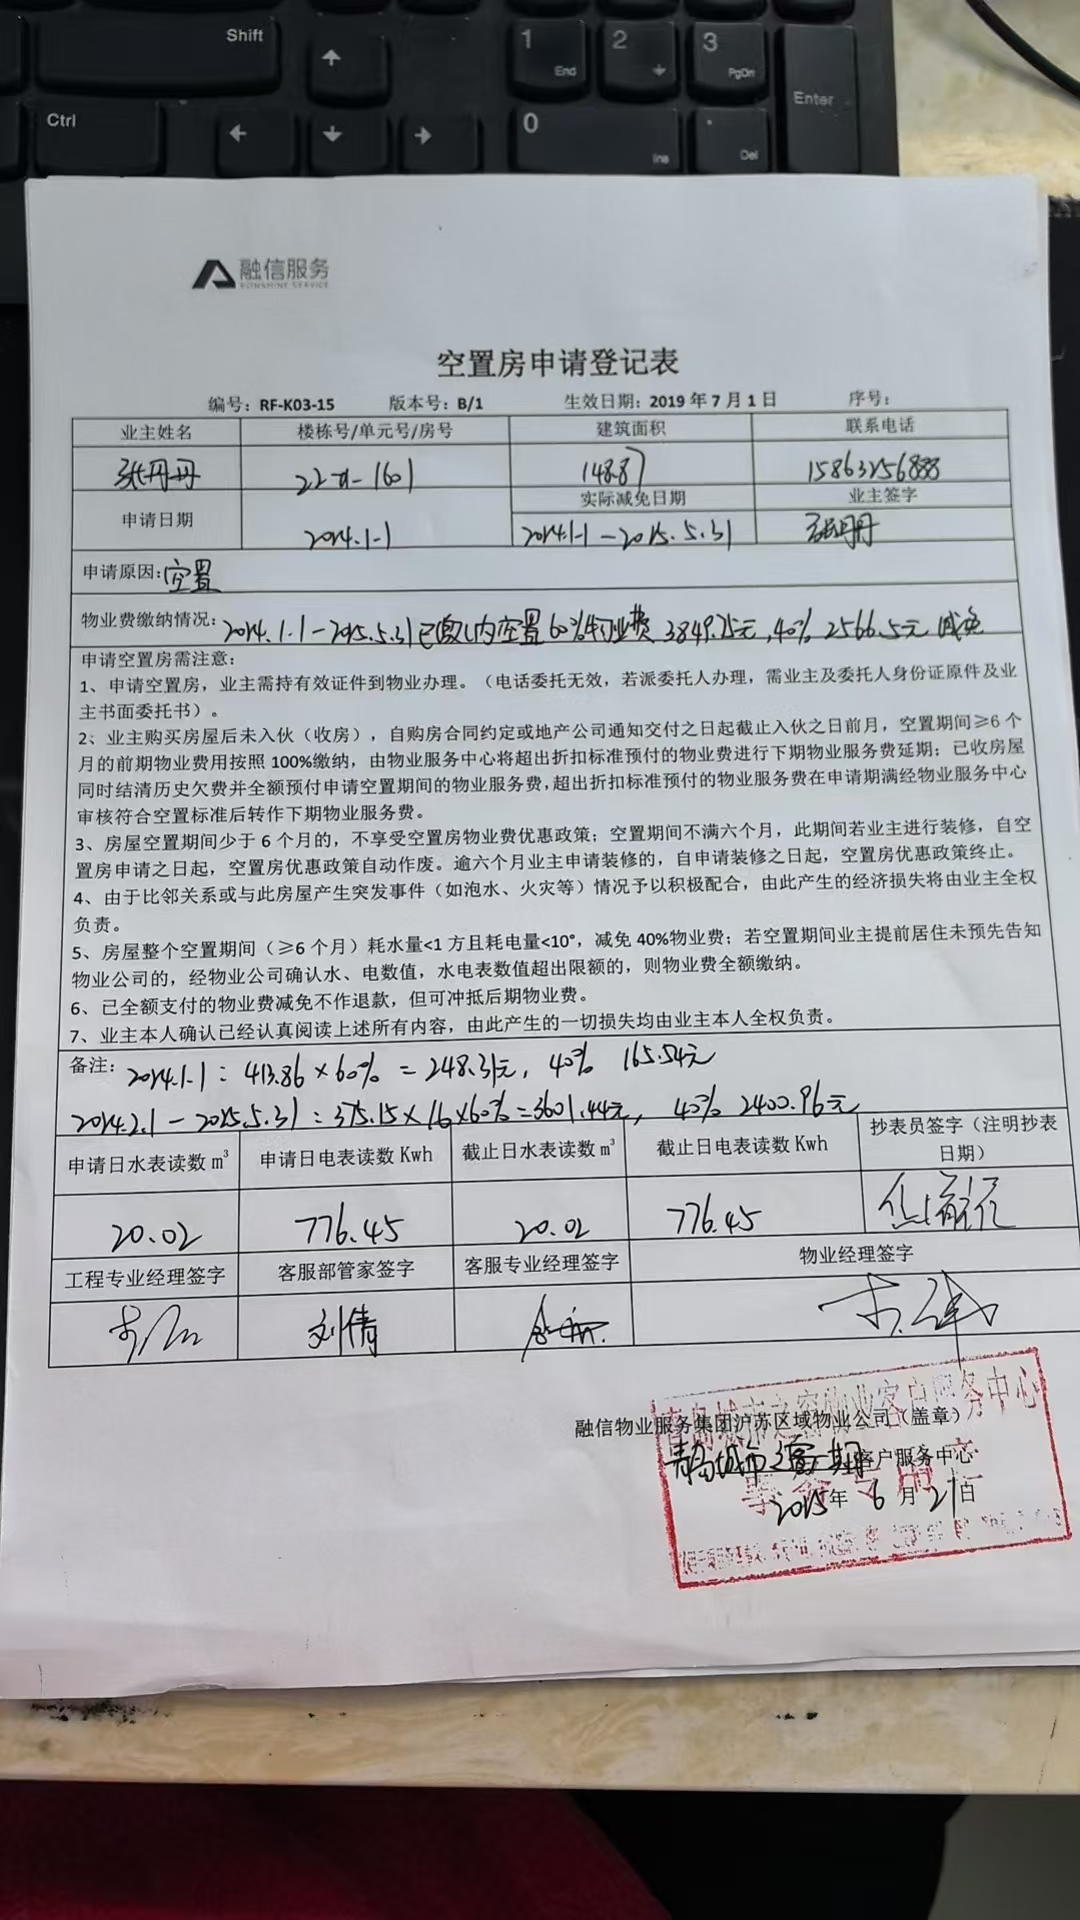 Shift
1
End
2
3
PgDn
Enter
Ctrl
0
Ins
.
Del
融信服务
RONSHINE SERVICE
空置房申请登记表
编号：RF-K03-15 版本号：B/1 生效日期：2019年7月1日 序号：
业主姓名 楼栋号/单元号/房号 建筑面积 联系电话
张丹丹 22-1-1601 148.87 15863256888
申请日期 2024.1.1 实际减免日期 业主签字
2024.1.1-2025.5.31 张丹丹
申请原因：空置
物业费缴纳情况：2024.1.1-2025.5.31已缴纳空置60%物业费3849.75元,40% 2566.5元 减免
申请空置房需注意：
1、申请空置房，业主需持有效证件到物业办理。（电话委托无效，若派委托人办理，需业主及委托人身份证原件及业
主书面委托书）。
2、业主购买房屋后未入伙（收房），自购房合同约定或地产公司通知交付之日起截止入伙之日前月，空置期间≥6个
月的前期物业费用按照100%缴纳，由物业服务中心将超出折扣标准预付的物业费进行下期物业服务费延期；已收房屋
同时结清历史欠费并全额预付申请空置期间的物业服务费，超出折扣标准预付的物业服务费在申请期满经物业服务中心
审核符合空置标准后转作下期物业服务费。
3、房屋空置期间少于6个月的，不享受空置房物业费优惠政策；空置期间不满六个月，此期间若业主进行装修，自空
置房申请之日起，空置房优惠政策自动作废。逾六个月业主申请装修的，自申请装修之日起，空置房优惠政策终止。
4、由于比邻关系或与此房屋产生突发事件（如泡水、火灾等）情况予以积极配合，由此产生的经济损失将由业主全权
负责。
5、房屋整个空置期间（≥6个月）耗水量<1方且耗电量<10°，减免40%物业费；若空置期间业主提前居住未预先告知
物业公司的，经物业公司确认水、电数值，水电表数值超出限额的，则物业费全额缴纳。
6、已全额支付的物业费减免不作退款，但可冲抵后期物业费。
7、业主本人确认已经认真阅读上述所有内容，由此产生的一切损失均由业主本人全权负责。
备注：2024.1.1：413.86×60%=248.31元，40% 165.54元
2024.2.1-2025.5.31：375.15×16×60%=3601.44元，40% 2400.96元
申请日水表读数m³ 申请日电表读数Kwh 截止日水表读数m³ 截止日电表读数Kwh 抄表员签字（注明抄表
日期）
20.02 776.45 20.02 776.45
工程专业经理签字 客服部管家签字 客服专业经理签字 物业经理签字
刘倩
融信物业服务集团沪苏区域物业公司（盖章）
青岛城市之窗一期客户服务中心
2025年6月21日